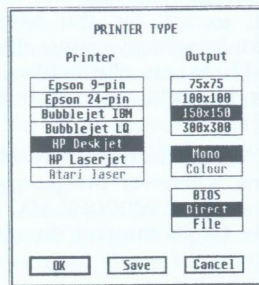 PRINTER TYPE
Printer
Output
Epson 9-pin
Epson 24-pin
Bubblejet IBM
Bubblejet LQ
HP Deskjet
HP Laserjet
Atari laser
75x75
180x180
150x150
300x300
Mono
Colour
BIOS
Direct
File
OK
Save
Cancel